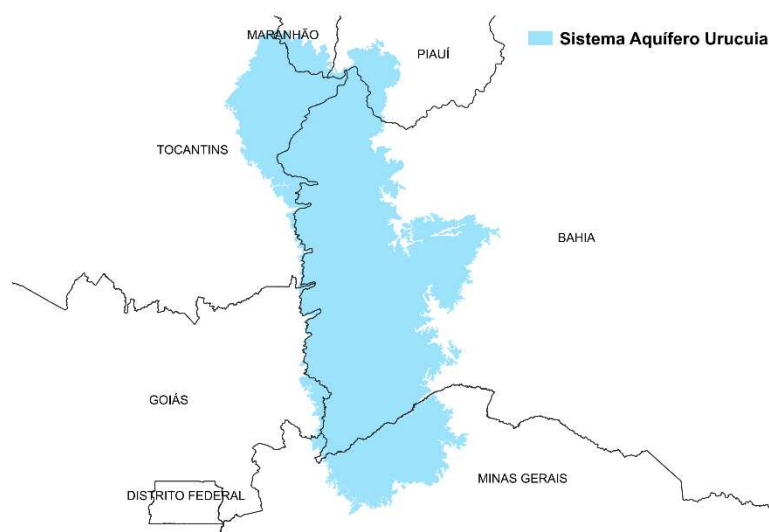 MARANHÃO
Sistema Aquífero Urucuia
PIAUÍ
TOCANTINS
BAHIA
GOIÁS
MINAS GERAIS
DISTRITO FEDERAL